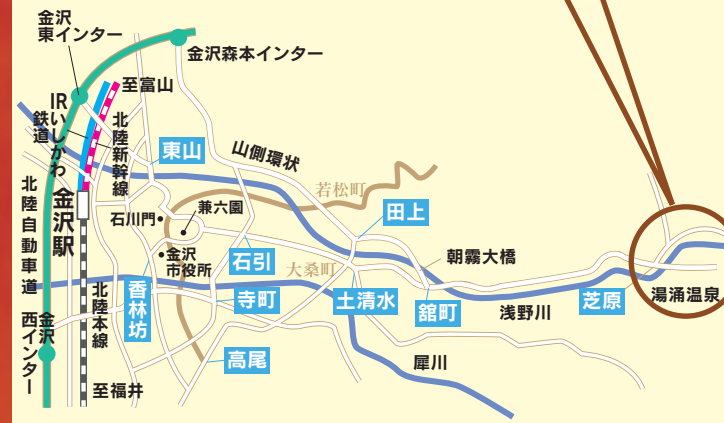 金沢
東インター
金沢森本インター
至富山
IRいしかわ
鉄道
北陸新幹線
東山
山側環状
若松町
北陸自動車道
金沢駅
石川門
兼六園
田上
金沢
市役所
石引
大桑町
朝霧大橋
北陸本線
香林坊
寺町
土清水
舘町
浅野川
芝原
湯涌温泉
金沢
西インター
高尾
犀川
至福井